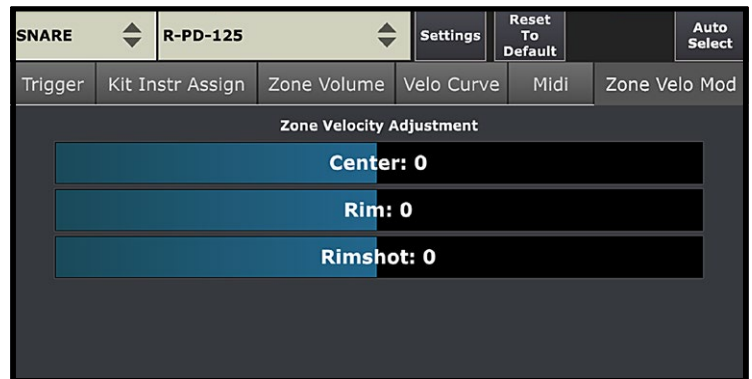 SNARE R-PD-125 Settings Reset To Default Auto Select
Trigger Kit Instr Assign Zone Volume Velo Curve Midi Zone Velo Mod
Zone Velocity Adjustment
Center: 0
Rim: 0
Rimshot: 0